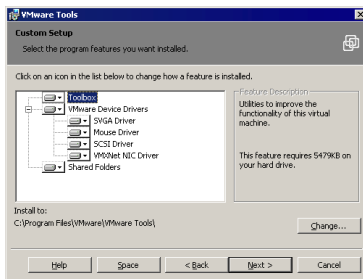 VMware Tools
Custom Setup
Select the program features you want installed.
Click on an icon in the list below to change how a feature is installed.
Toolbox
VMware Device Drivers
SVGA Driver
Mouse Driver
SCSI Driver
VMXNet NIC Driver
Shared Folders
Feature Description
Utilities to improve the
functionality of this virtual
machine.
This feature requires 5479KB on
your hard drive.
Install to:
C:\Program Files\VMware\VMware Tools\
Change...
Help
Space
< Back
Next >
Cancel